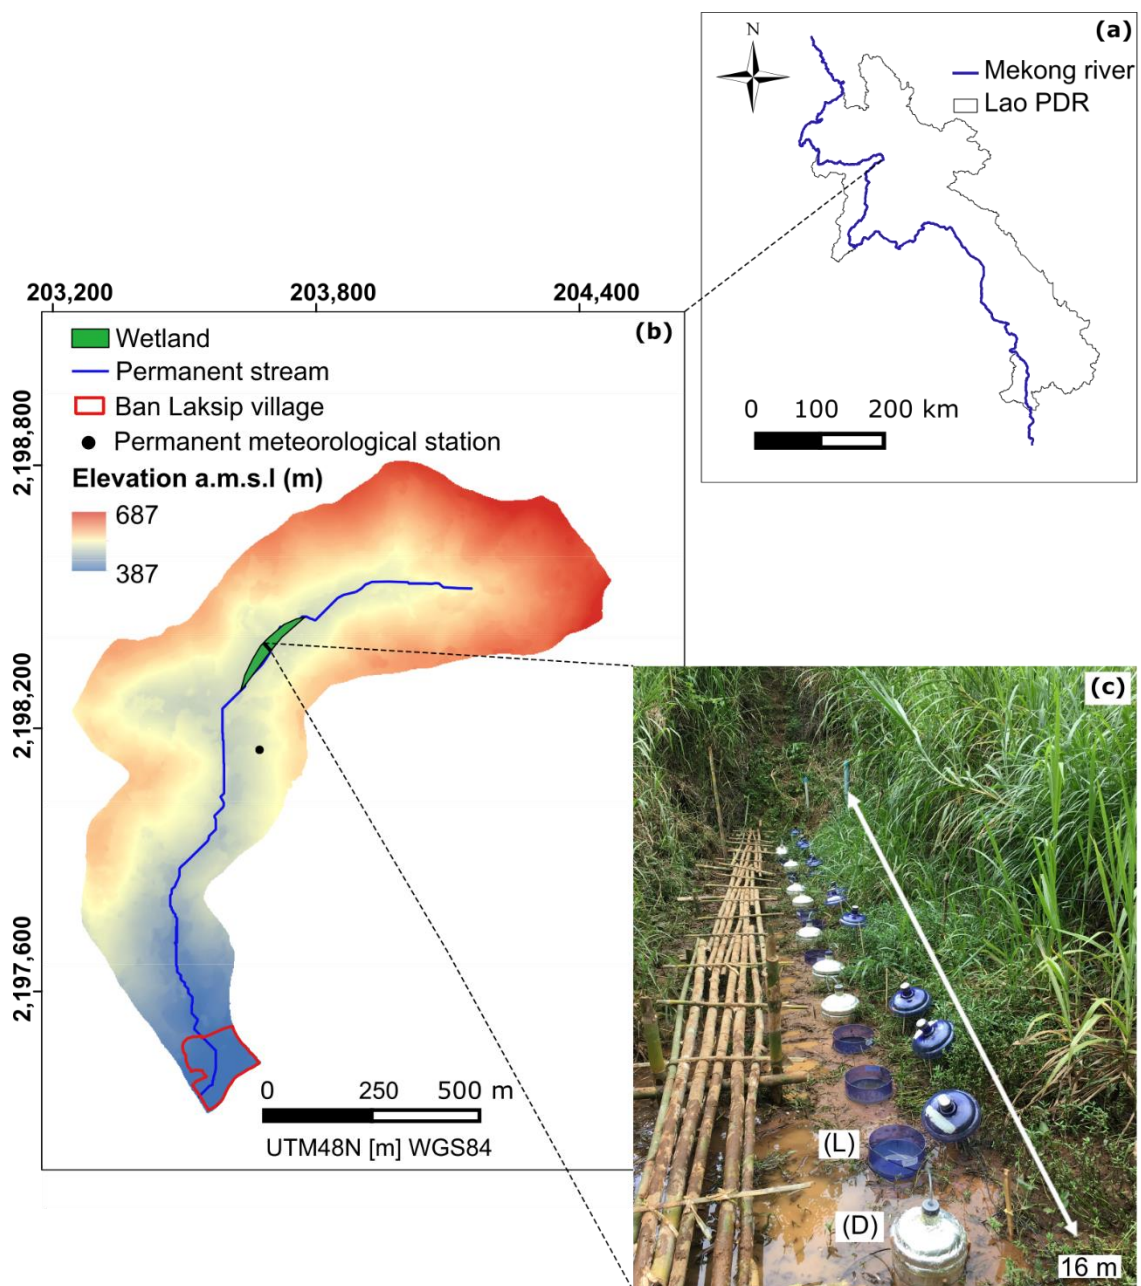 (a)
N
Mekong river
Lao PDR
0 100 200 km
203,200 203,800 204,400
(b)
Wetland
Permanent stream
Ban Laksip village
Permanent meteorological station
Elevation a.m.s.l (m)
687
387
2,198,800
2,198,200
2,197,600
0 250 500 m
UTM48N [m] WGS84
(c)
(L)
(D)
16 m